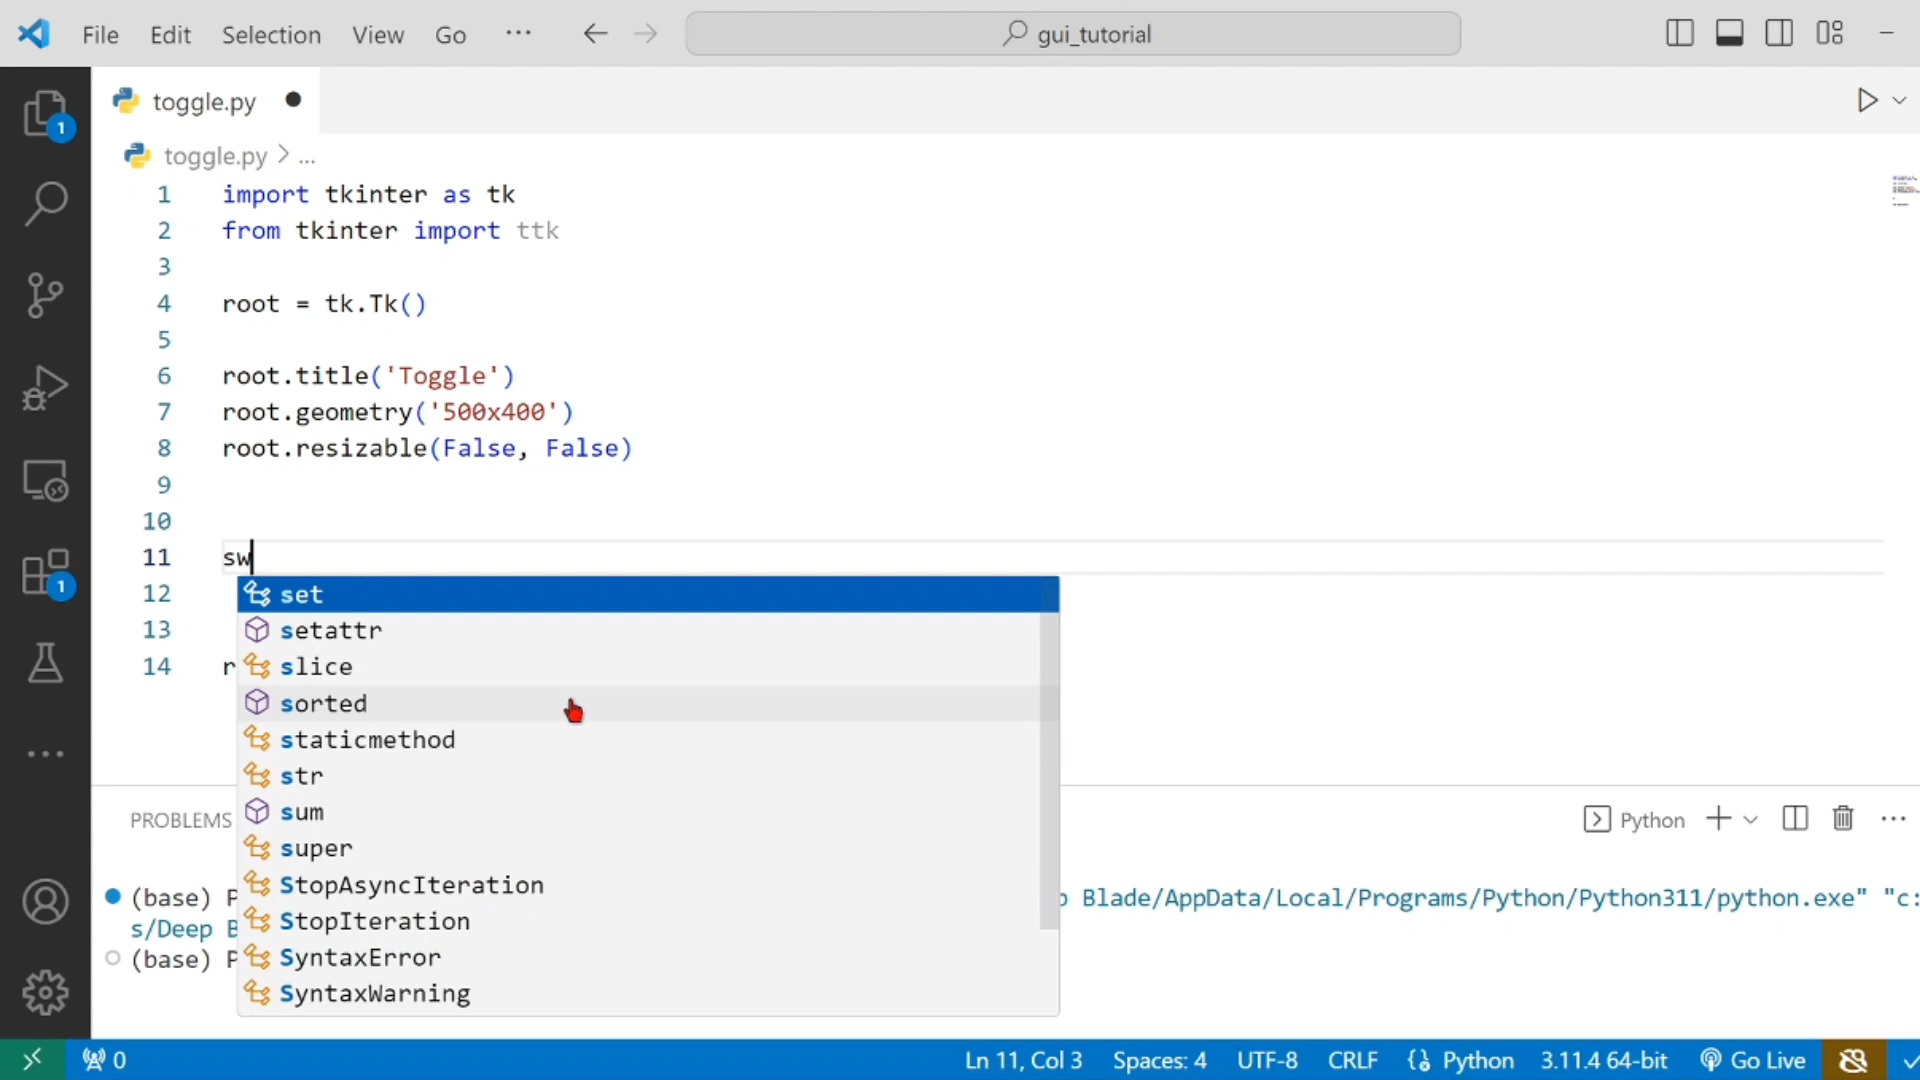 File Edit Selection View Go ··· gui_tutorial
toggle.py
toggle.py > ...
1 import tkinter as tk
2 from tkinter import ttk
3
4 root = tk.Tk()
5
6 root.title('Toggle')
7 root.geometry('500x400')
8 root.resizable(False, False)
9
10
11 sw
12
13
14 r
set
setattr
slice
sorted
staticmethod
str
sum
super
StopAsyncIteration
StopIteration
SyntaxError
SyntaxWarning
1
1
PROBLEMS Python
(base) P Blade/AppData/Local/Programs/Python/Python311/python.exe" "c:
s/Deep B
(base) P
0 Ln 11, Col 3 Spaces: 4 UTF-8 CRLF Python 3.11.4 64-bit Go Live